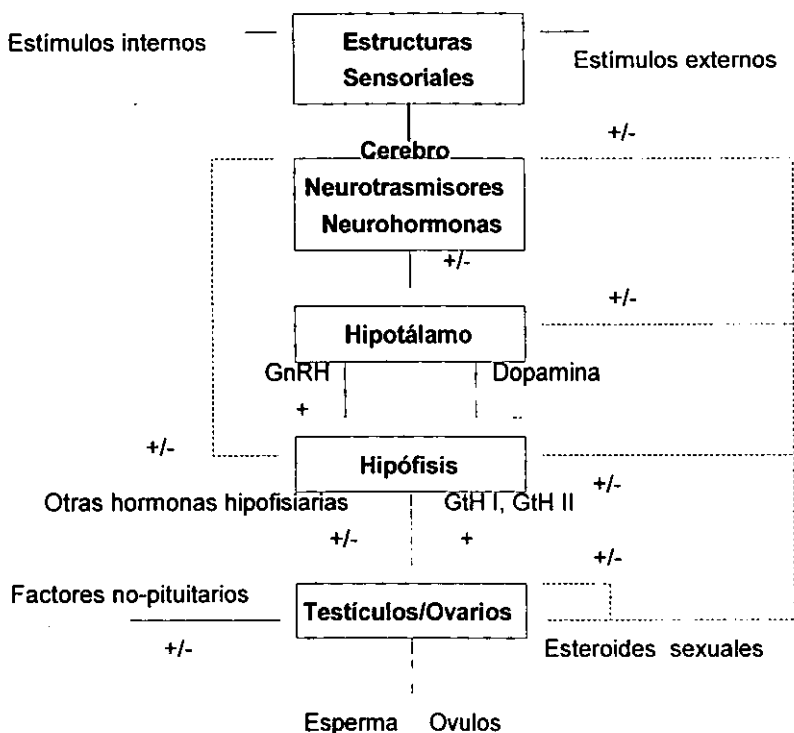 Estímulos internos
Estructuras
Sensoriales
Estímulos externos
+/-
Cerebro
Neurotrasmisores
Neurohormonas
+/-
+/-
Hipotálamo
GnRH
Dopamina
+
+/-
Hipófisis
+/-
Otras hormonas hipofisiarias
GtH I, GtH II
+/-
+
+/-
Factores no-pituitarios
Testículos/Ovarios
+/-
Esteroides sexuales
Esperma Ovulos